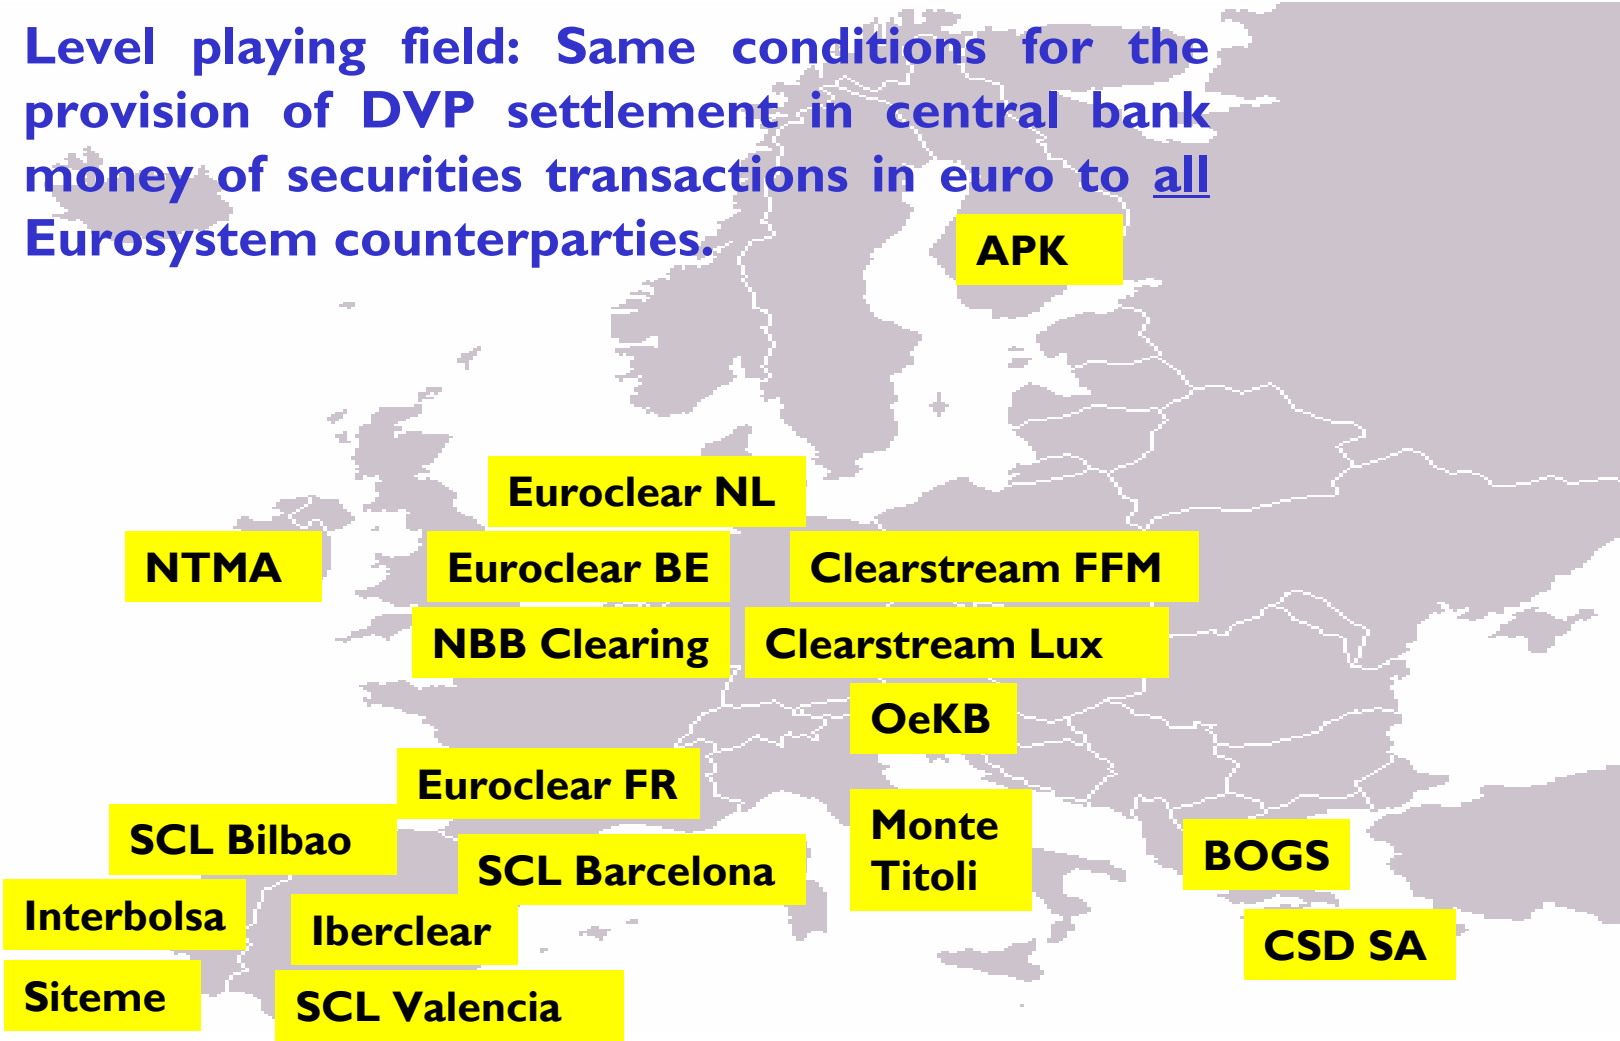 Level playing field: Same conditions for the
provision of DVP settlement in central bank
money of securities transactions in euro to all
Eurosystem counterparties.
APK
Euroclear NL
NTMA
Euroclear BE
Clearstream FFM
NBB Clearing
Clearstream Lux
OeKB
Euroclear FR
Monte
Titoli
SCL Bilbao
SCL Barcelona
BOGS
Interbolsa
Iberclear
CSD SA
Siteme
SCL Valencia